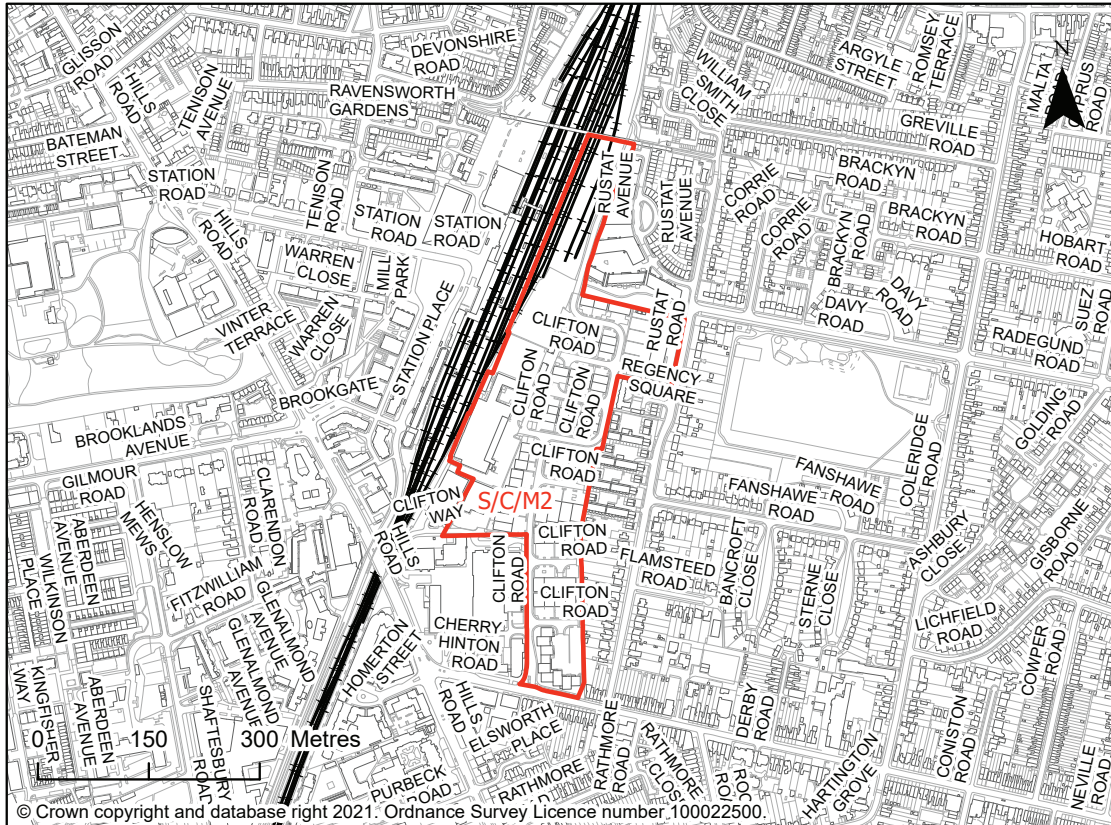 DEVONSHIRE
ROAD
GLISSON
ROAD
HILLS
ROAD
TENISON
AVENUE
RAVENSWORTH
GARDENS
BATEMAN
STREET
STATION
ROAD
TENISON
ROAD
STATION
ROAD
STATION
ROAD
HILLS
ROAD
WARREN
CLOSE
MILL
PARK
VINTER
TERRACE
WARREN
CLOSE
STATION PLACE
BROOKGATE
BROOKLANDS
AVENUE
GILMOUR
ROAD
HENSLOW
MEWS
CLARENDON
ROAD
ABERDEEN
AVENUE
WILKINSON
PLACE
FITZWILLIAM
ROAD
GLENALMOND
AVENUE
GLENALMOND
AVENUE
KINGFISHER
WAY
ABERDEEN
AVENUE
SHAFTESBURY
ROAD
HOMERTON
STREET
HILLS
ROAD
CLIFTON
WAY
S/C/M2
CLIFTON
ROAD
CLIFTON
ROAD
CLIFTON
ROAD
CLIFTON
ROAD
CLIFTON
ROAD
CLIFTON
ROAD
CLIFTON
ROAD
CHERRY
HINTON
ROAD
HILLS
ROAD
ELSWORTH
PLACE
PURBECK
ROAD
RATHMORE
RATHMORE
ROAD
RATHMORE
CLOSE
DERBY
ROAD
HARTINGTON
GROVE
CONISTON
ROAD
NEVILLE
ROAD
COWPER
ROAD
LICHFIELD
ROAD
GISBORNE
ROAD
ASHBURY
CLOSE
STERNE
CLOSE
BANCROFT
CLOSE
FLAMSTEED
ROAD
FANSHAWE
ROAD
FANSHAWE
ROAD
COLERIDGE
ROAD
GOLDING
ROAD
RADEGUND
ROAD
SUEZ
ROAD
HOBART
ROAD
DAVY
ROAD
DAVY
ROAD
BRACKYN
ROAD
BRACKYN
ROAD
BRACKYN
ROAD
CORRIE
ROAD
CORRIE
ROAD
GREVILLE
ROAD
WILLIAM
SMITH
CLOSE
ARGYLE
STREET
ROMSEY
TERRACE
MALTA
CYPRUS
ROAD
RUSTAT
AVENUE
RUSTAT
AVENUE
RUSTAT
ROAD
REGENCY
SQUARE
0 150 300 Metres
© Crown copyright and database right 2021. Ordnance Survey Licence number 100022500.